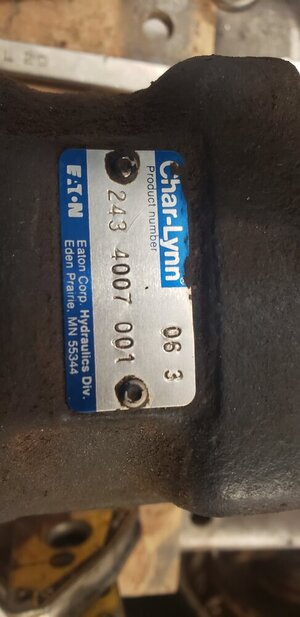 Char-Lynn®
Product number
06 3
243 4007 001
EATON
Eaton Corp. Hydraulics Div.
Eden Prairie, MN 55344